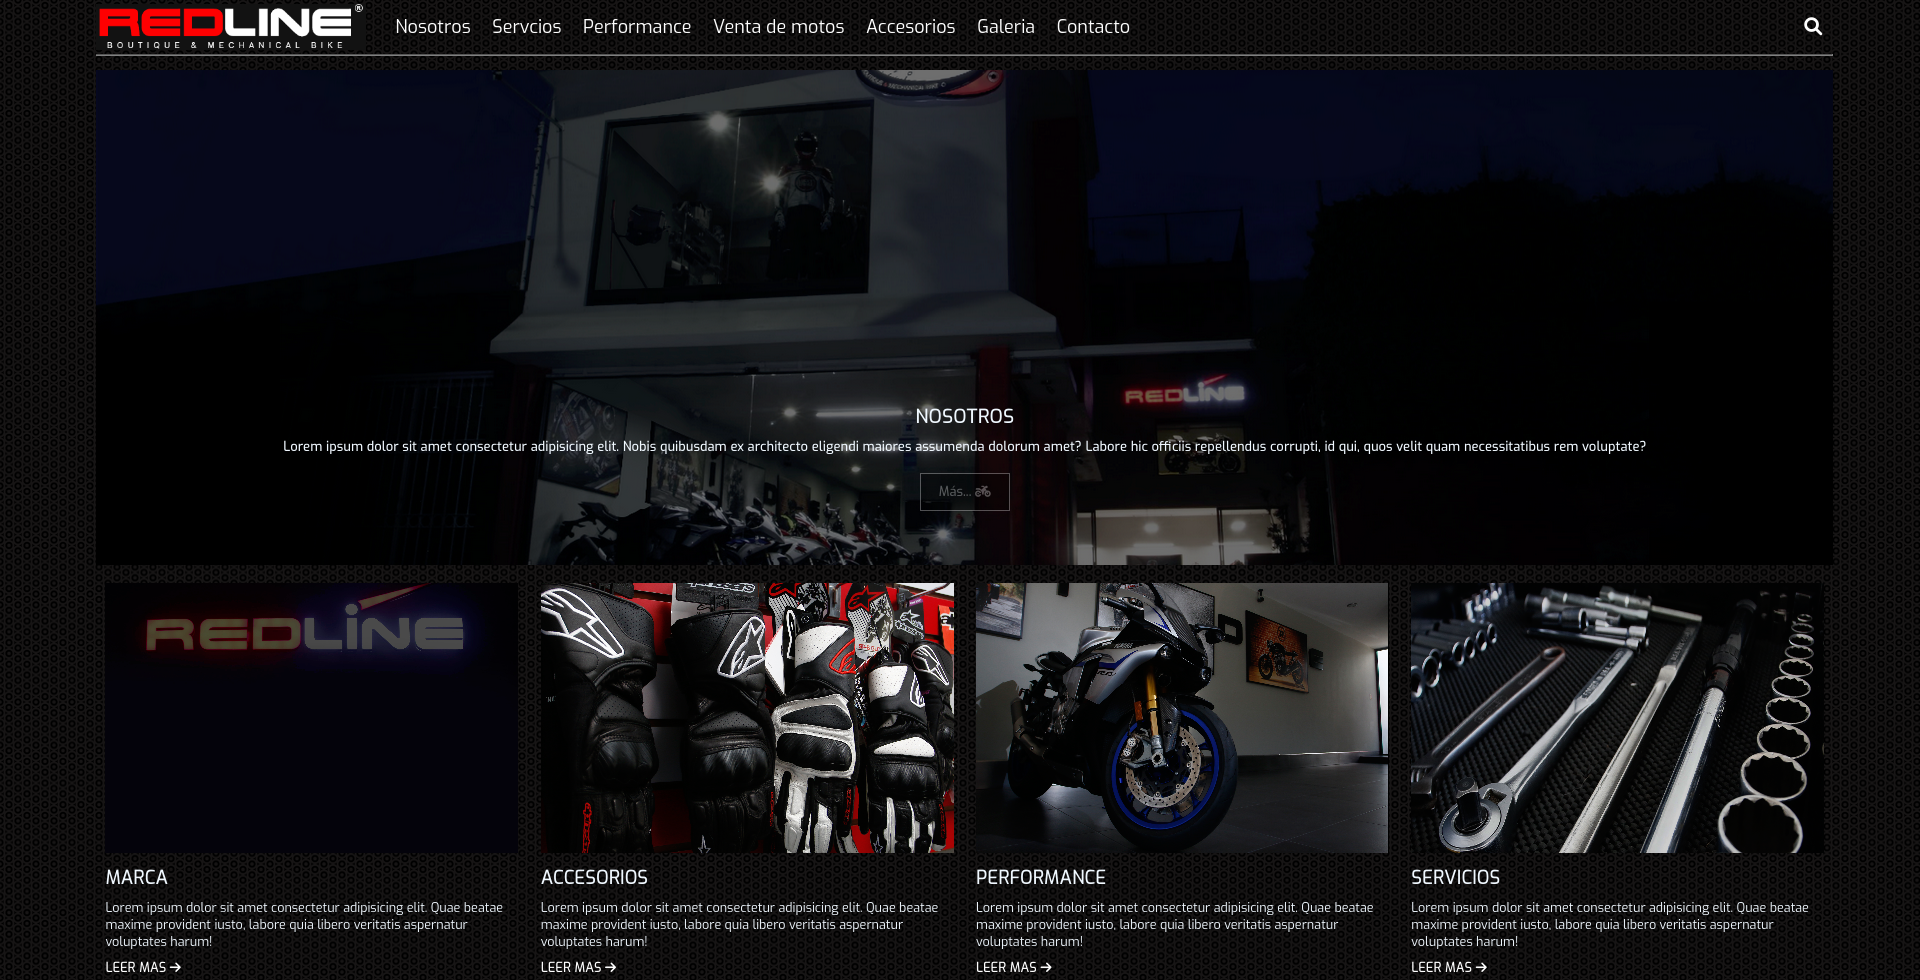 REDLINE®
BOUTIQUE & MECHANICAL BIKE
Nosotros Servcios Performance Venta de motos Accesorios Galeria Contacto
REDLINE
NOSOTROS
Lorem ipsum dolor sit amet consectetur adipisicing elit. Nobis quibusdam ex architecto eligendi maiores assumenda dolorum amet? Labore hic officiis repellendus corrupti, id qui, quos velit quam necessitatibus rem voluptate?
Más...
REDLINE
MARCA
Lorem ipsum dolor sit amet consectetur adipisicing elit. Quae beatae
maxime provident iusto, labore quia libero veritatis aspernatur
voluptates harum!
LEER MAS
ACCESORIOS
Lorem ipsum dolor sit amet consectetur adipisicing elit. Quae beatae
maxime provident iusto, labore quia libero veritatis aspernatur
voluptates harum!
LEER MAS
PERFORMANCE
Lorem ipsum dolor sit amet consectetur adipisicing elit. Quae beatae
maxime provident iusto, labore quia libero veritatis aspernatur
voluptates harum!
LEER MAS
SERVICIOS
Lorem ipsum dolor sit amet consectetur adipisicing elit. Quae beatae
maxime provident iusto, labore quia libero veritatis aspernatur
voluptates harum!
LEER MAS